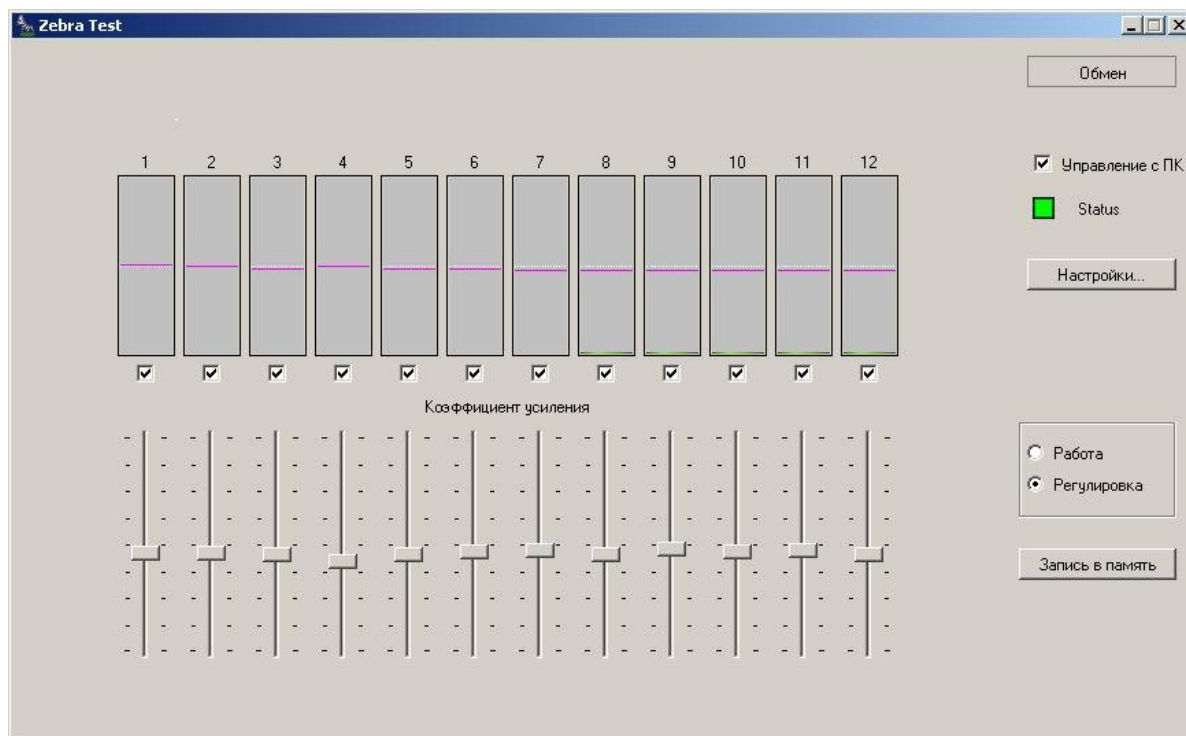 Zebra Test
Обмен
1 2 3 4 5 6 7 8 9 10 11 12
Управление с ПК
Status
Настройки...
Коэффициент усиления
Работа
Регулировка
Запись в память